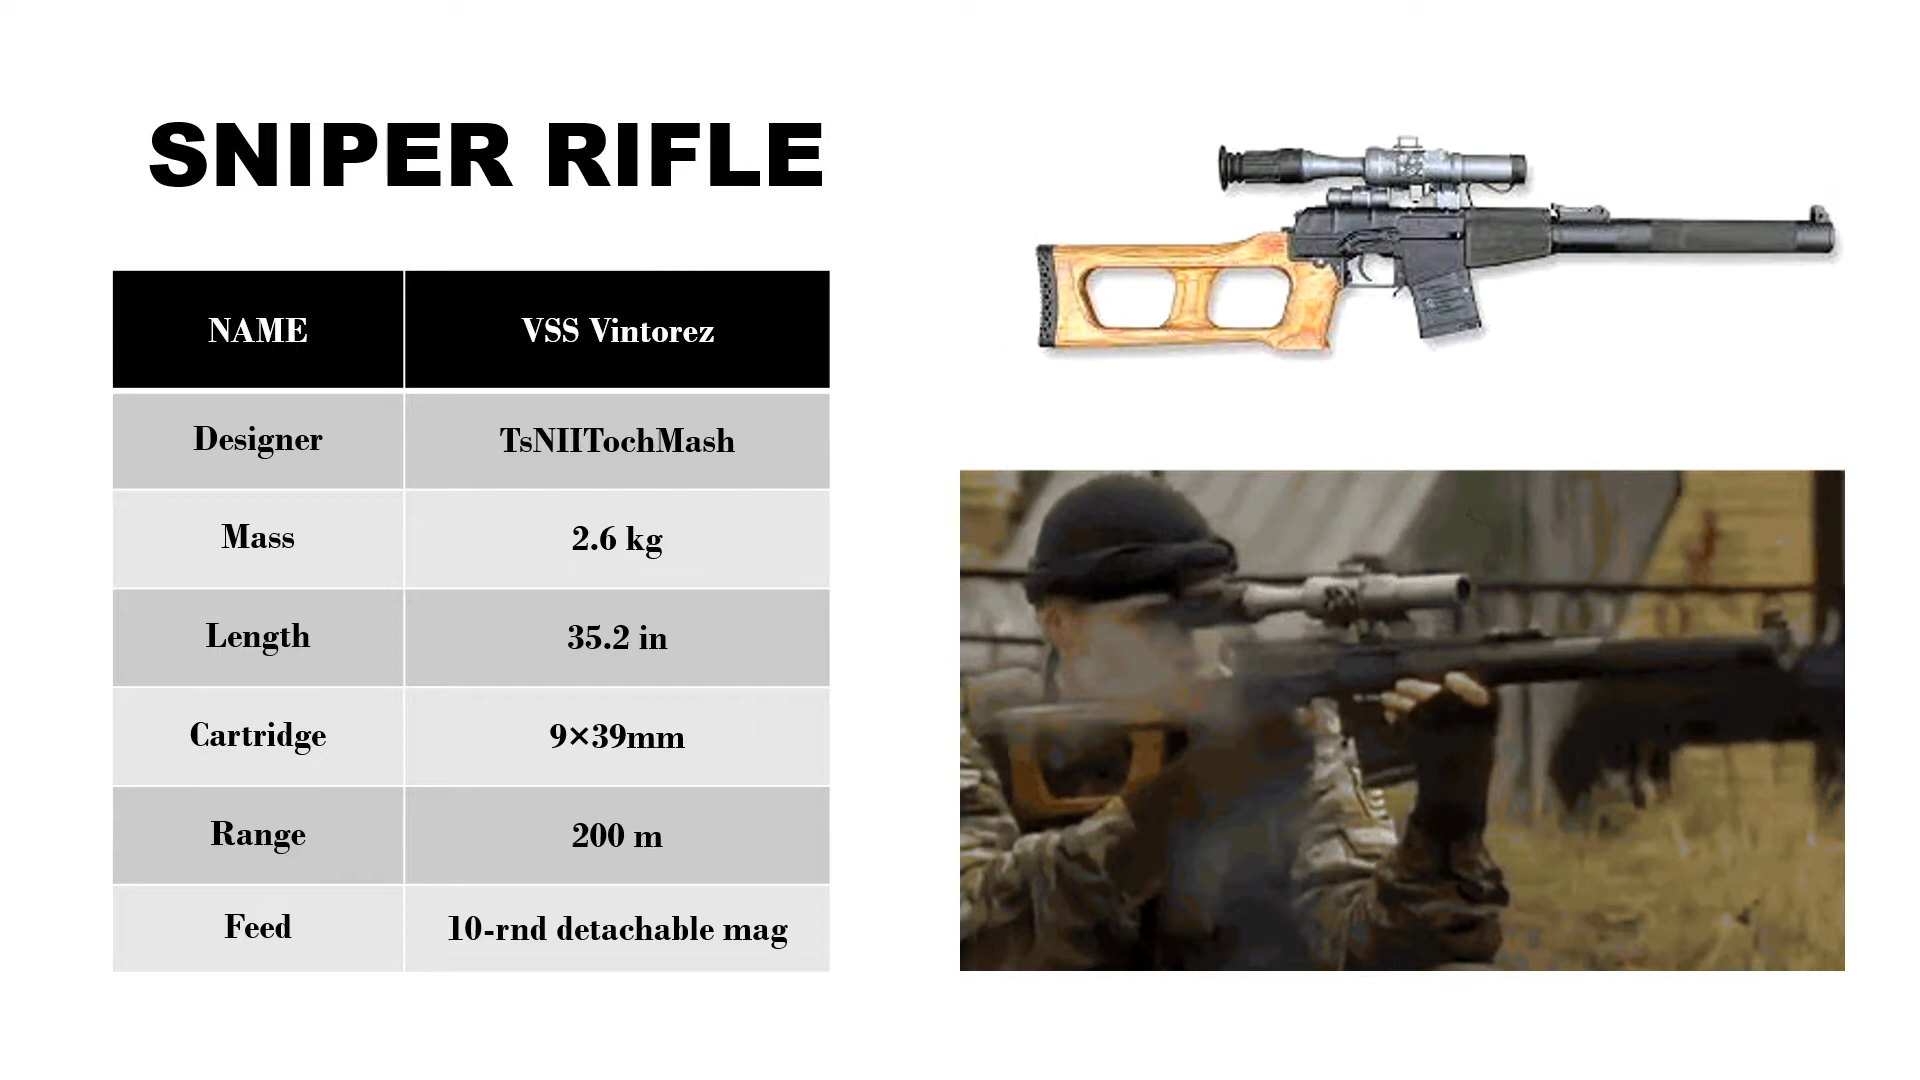 SNIPER RIFLE
NAME VSS Vintorez
Designer TsNIITochMash
Mass 2.6 kg
Length 35.2 in
Cartridge 9×39mm
Range 200 m
Feed 10-rnd detachable mag